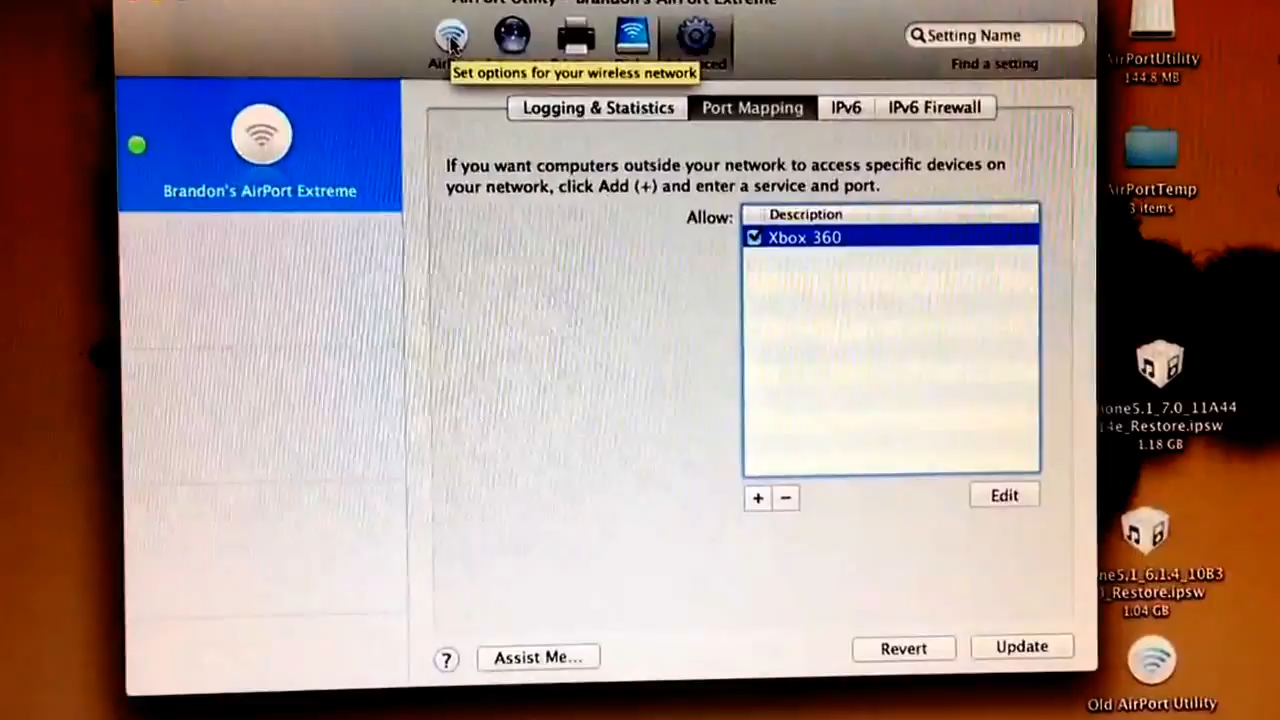 AirPort Utility – Brandon's AirPort Extreme
Setting Name
Find a setting
Set options for your wireless network
Logging & Statistics
Port Mapping
IPv6
IPv6 Firewall
Brandon's AirPort Extreme
If you want computers outside your network to access specific devices on
your network, click Add (+) and enter a service and port.
Allow:
Description
Xbox 360
+
−
Edit
?
Assist Me...
Revert
Update
AirPortUtility
144.8 MB
AirPortTemp
3 items
one5,1_7.0_11A44
14e_Restore.ipsw
1.18 GB
ne5,1_6.1.4_10B3
_Restore.ipsw
1.04 GB
Old AirPort Utility